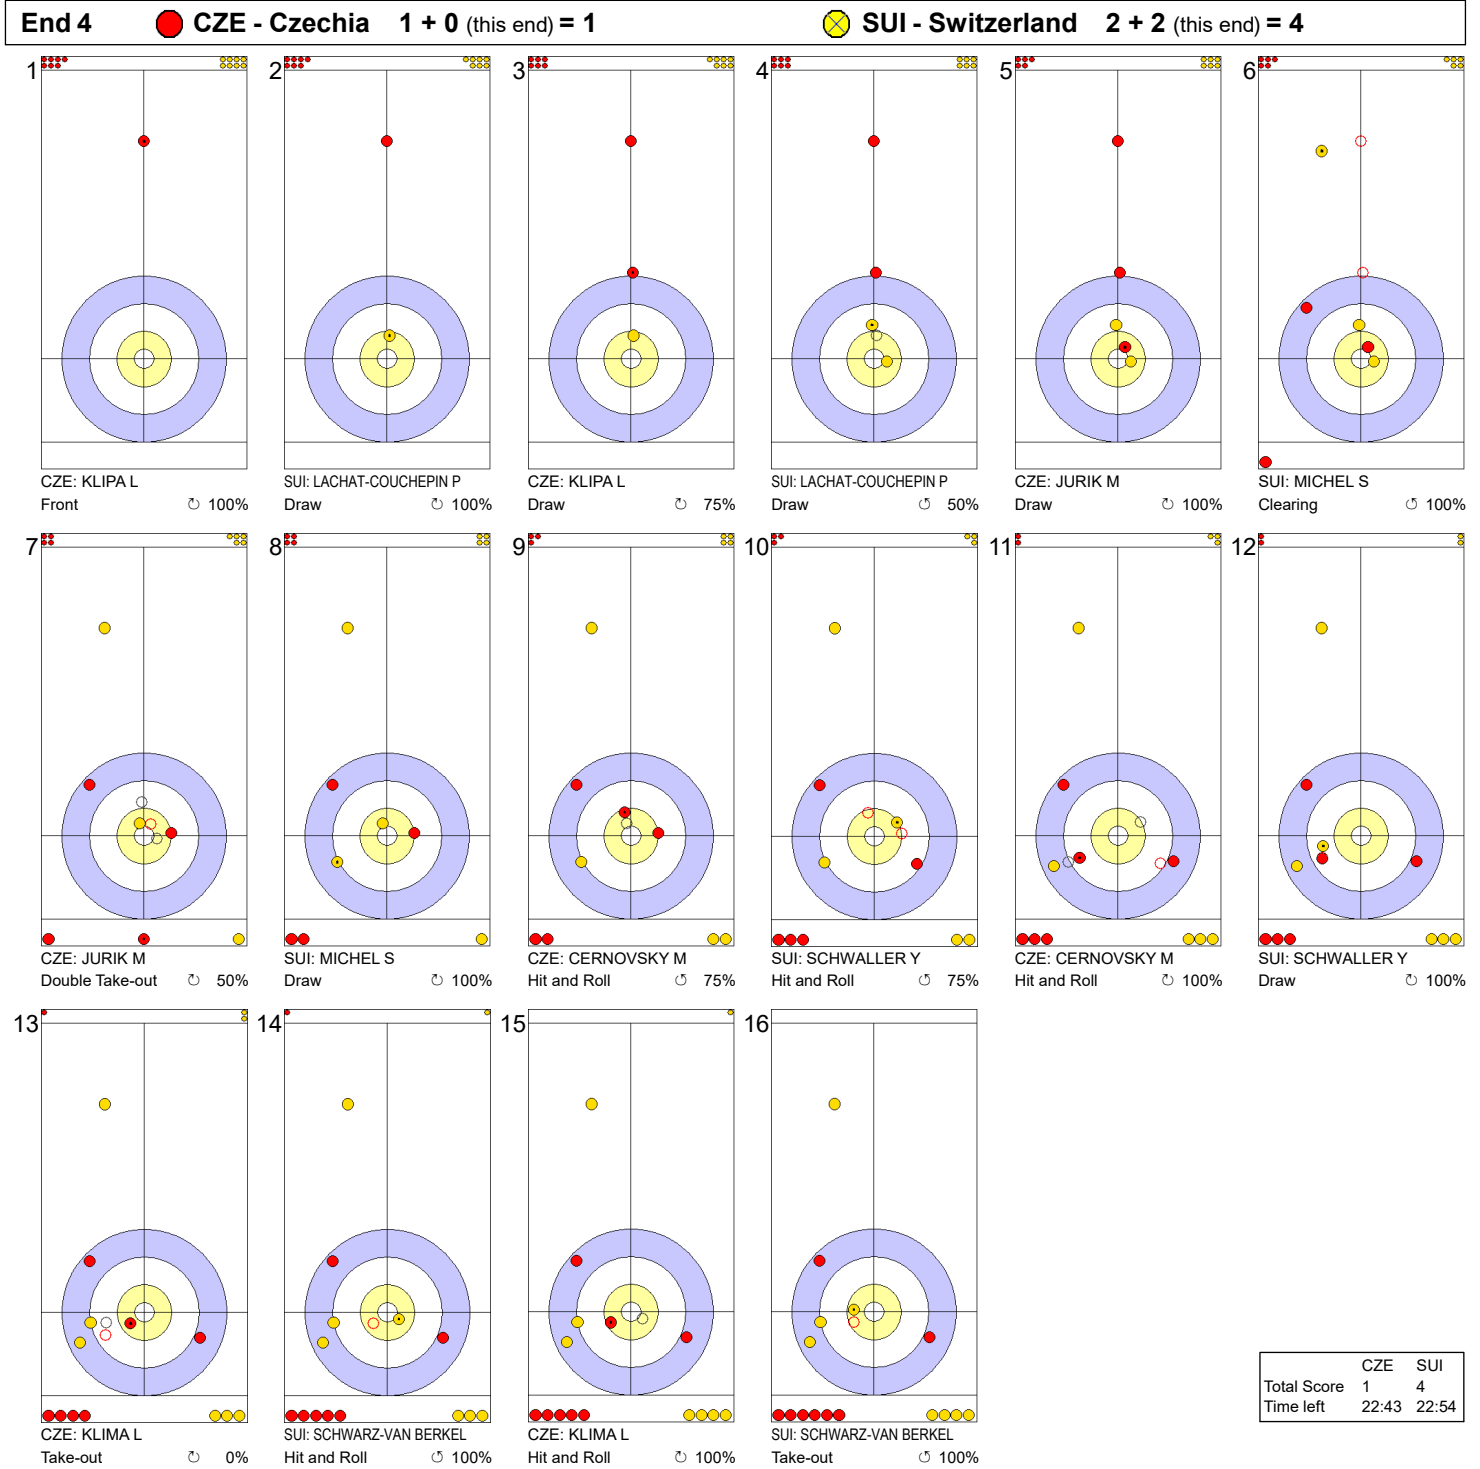 End 4 CZE - Czechia 1 + 0 (this end) = 1 SUI - Switzerland 2 + 2 (this end) = 4
1 2 3 4 5 6
CZE: KLIPA L SUI: LACHAT-COUCHEPIN P CZE: KLIPA L SUI: LACHAT-COUCHEPIN P CZE: JURIK M SUI: MICHEL S
Front ↻ 100% Draw ↻ 100% Draw ↻ 75% Draw ↺ 50% Draw ↻ 100% Clearing ↺ 100%
7 8 9 10 11 12
CZE: JURIK M SUI: MICHEL S CZE: CERNOVSKY M SUI: SCHWALLER Y CZE: CERNOVSKY M SUI: SCHWALLER Y
Double Take-out ↻ 50% Draw ↻ 100% Hit and Roll ↺ 75% Hit and Roll ↺ 75% Hit and Roll ↻ 100% Draw ↻ 100%
13 14 15 16
CZE: KLIMA L SUI: SCHWARZ-VAN BERKEL CZE: KLIMA L SUI: SCHWARZ-VAN BERKEL
Take-out ↻ 0% Hit and Roll ↻ 100% Hit and Roll ↻ 100% Take-out ↺ 100%
CZE SUI
Total Score 1 4
Time left 22:43 22:54